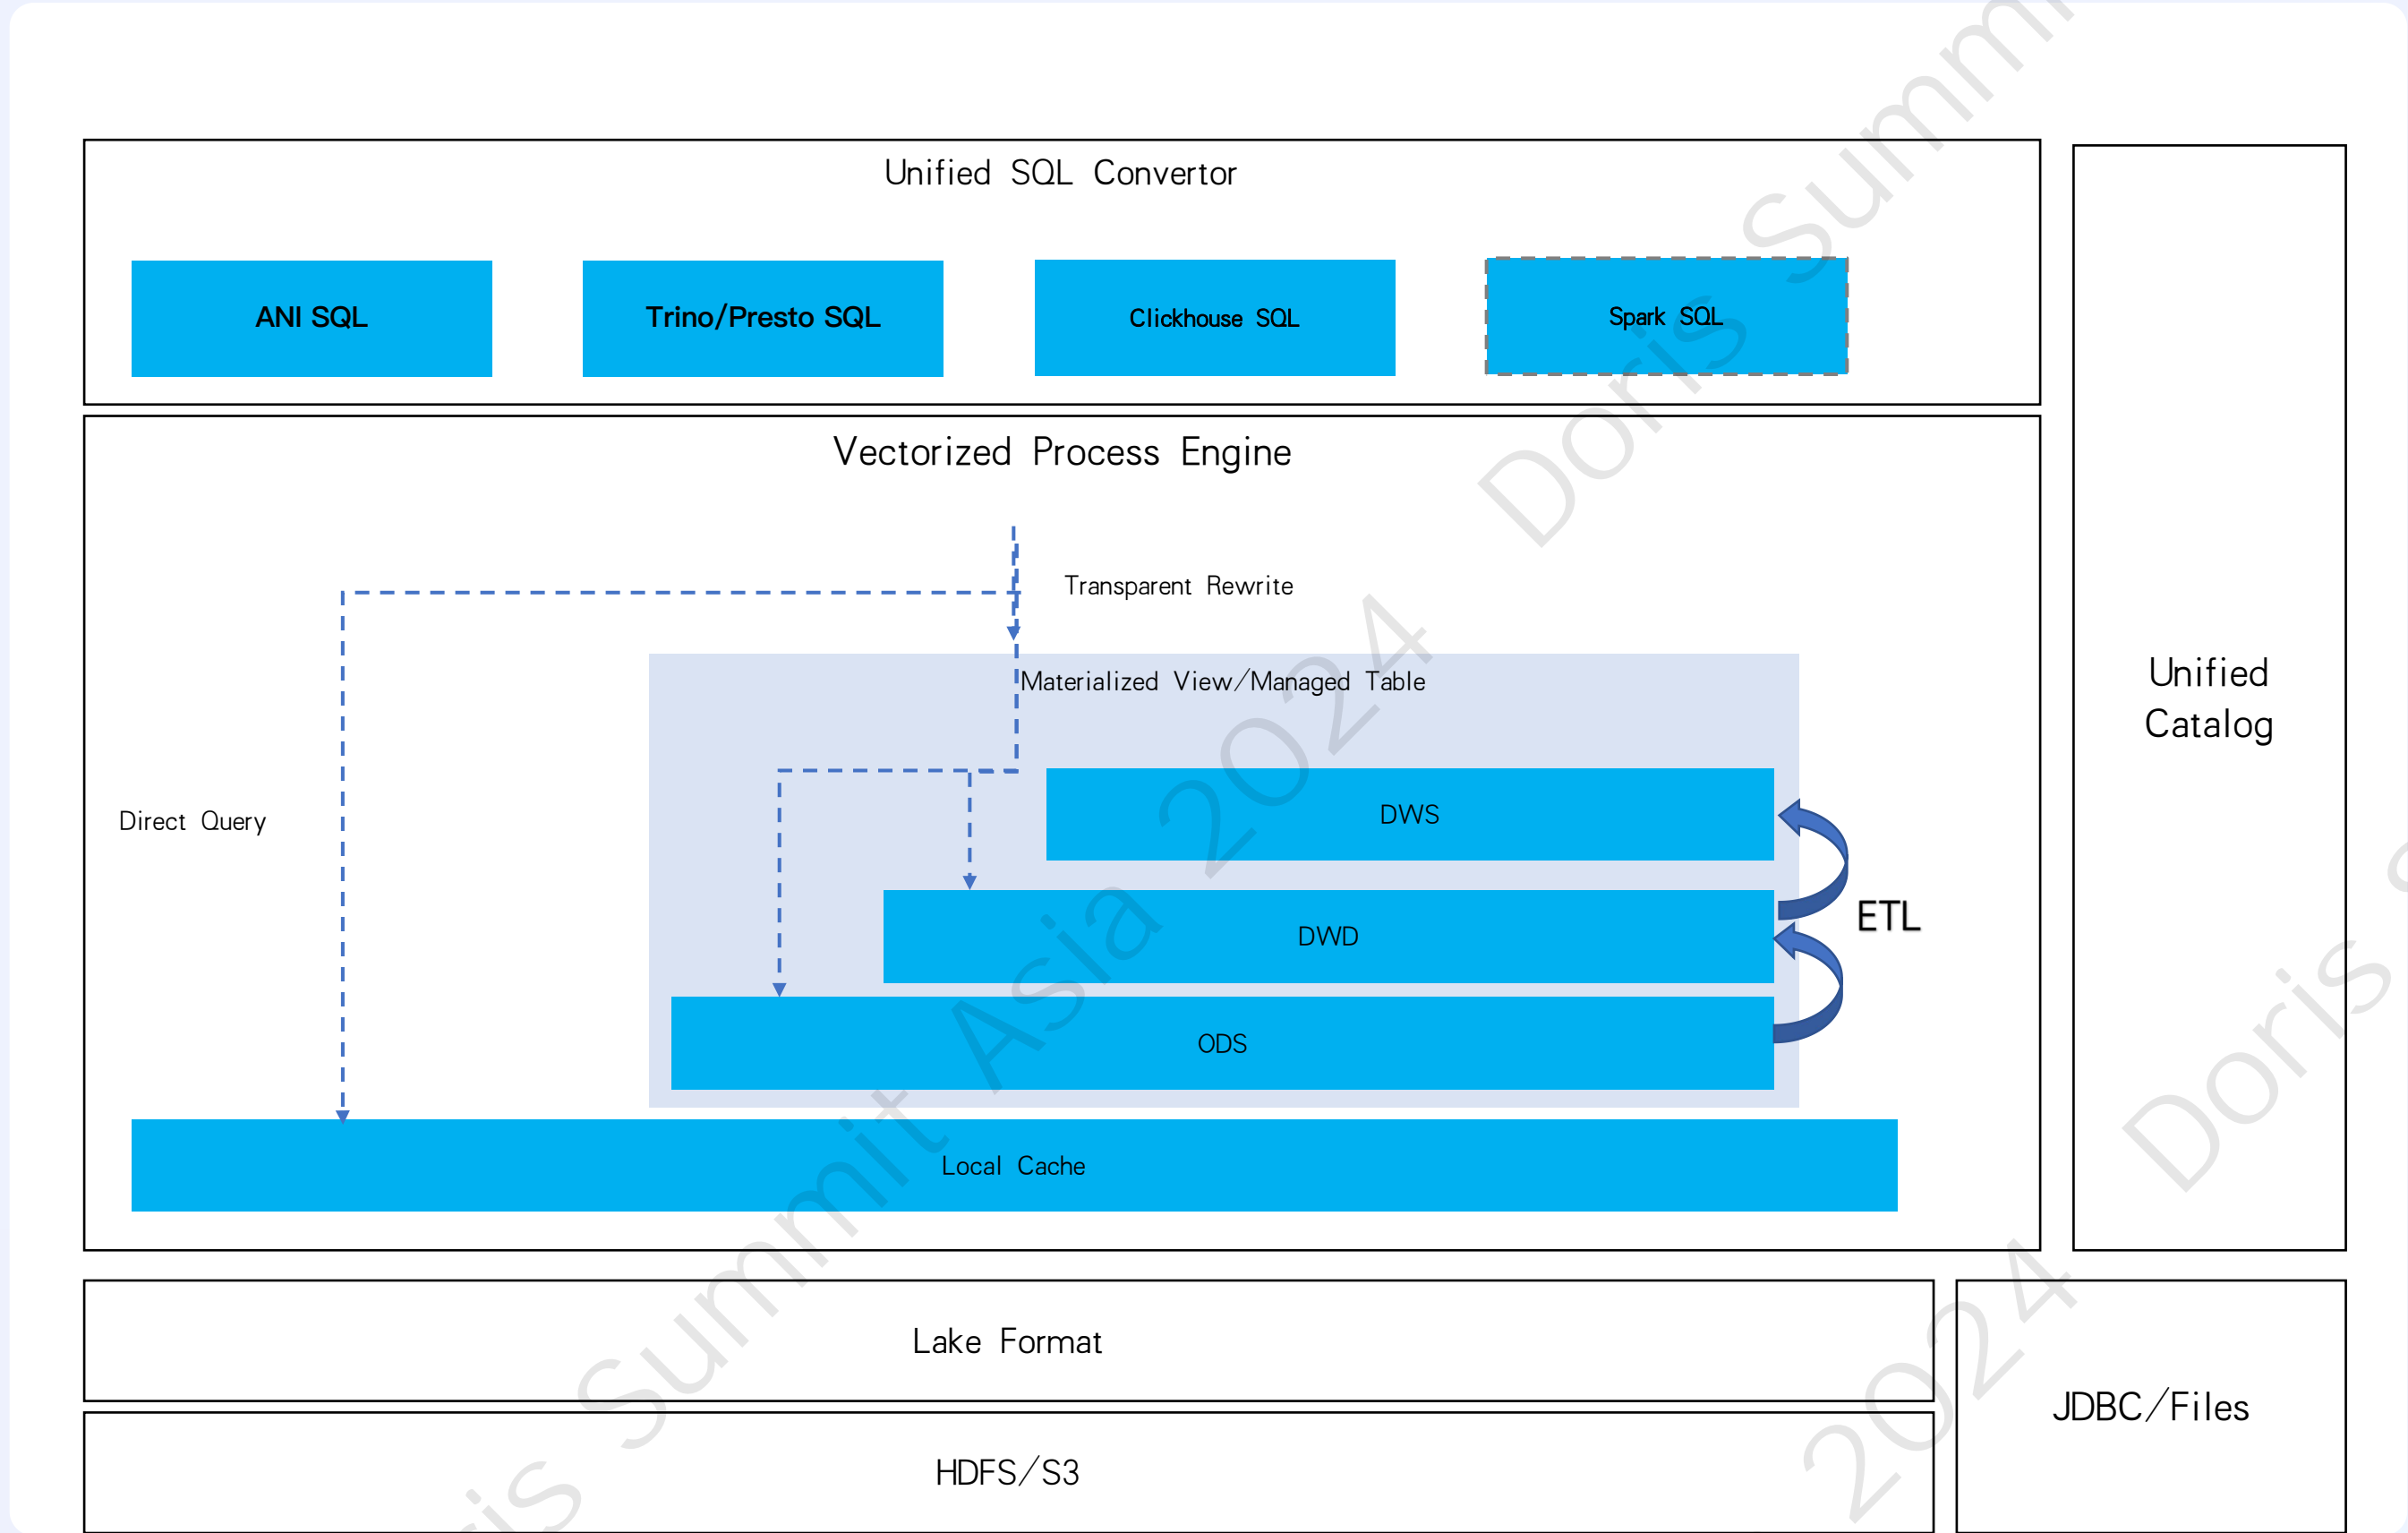 Unified SQL Convertor
ANI SQL
Trino/Presto SQL
Clickhouse SQL
Spark SQL
Vectorized Process Engine
Transparent Rewrite
Materialized View/Managed Table
Direct Query
DWS
DWD
ETL
ODS
Local Cache
Unified
Catalog
Lake Format
HDFS/S3
JDBC/Files
Doris Summ
Summit Asia 2024
Doris S
2024